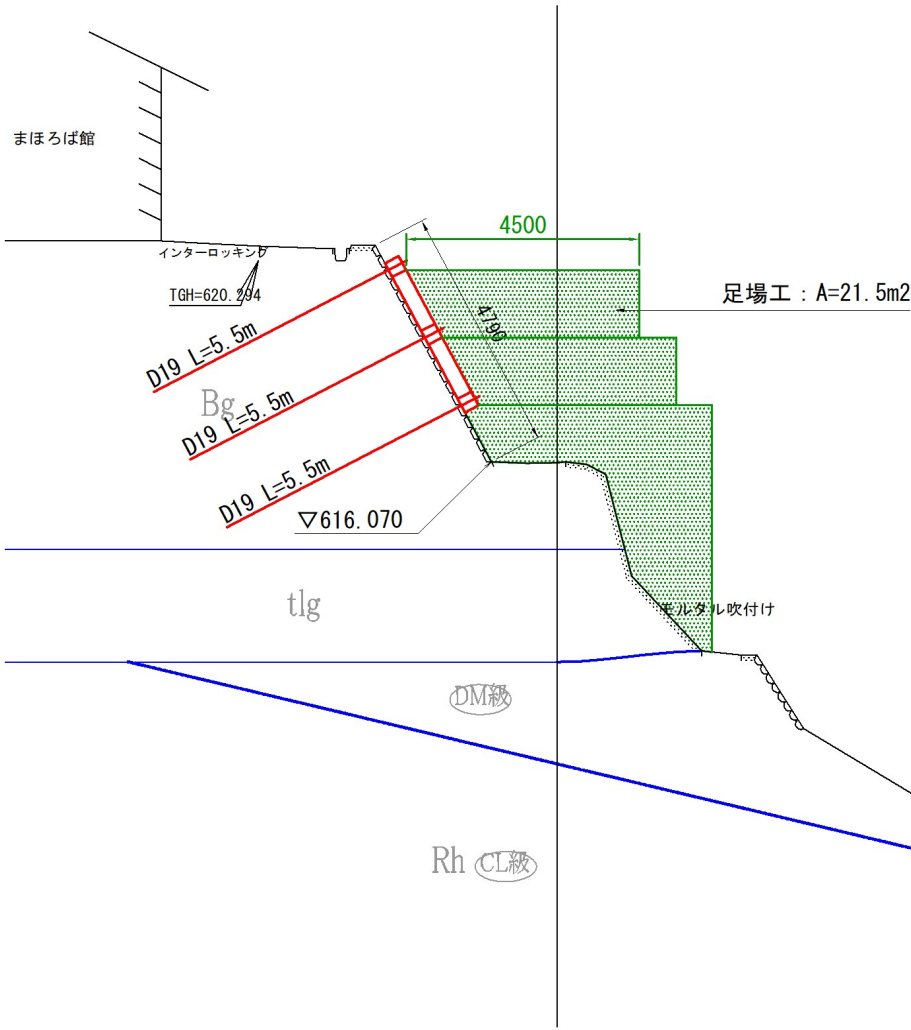 まほろば館
4500
インターロッキング
TGH=620.294
足場工：A=21.5m2
4790
D19 L=5.5m
Bg
D19 L=5.5m
D19 L=5.5m
▽616.070
tlg
モルタル吹付け
DM級
Rh CL級